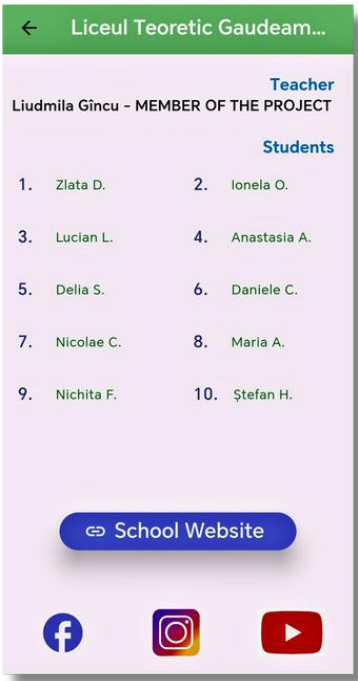 Liceul Teoretic Gaudeam...
Teacher
Liudmila Gîncu - MEMBER OF THE PROJECT
Students
1. Zlata D. 2. Ionela O.
3. Lucian L. 4. Anastasia A.
5. Delia S. 6. Daniele C.
7. Nicolae C. 8. Maria A.
9. Nichita F. 10. Ștefan H.
School Website